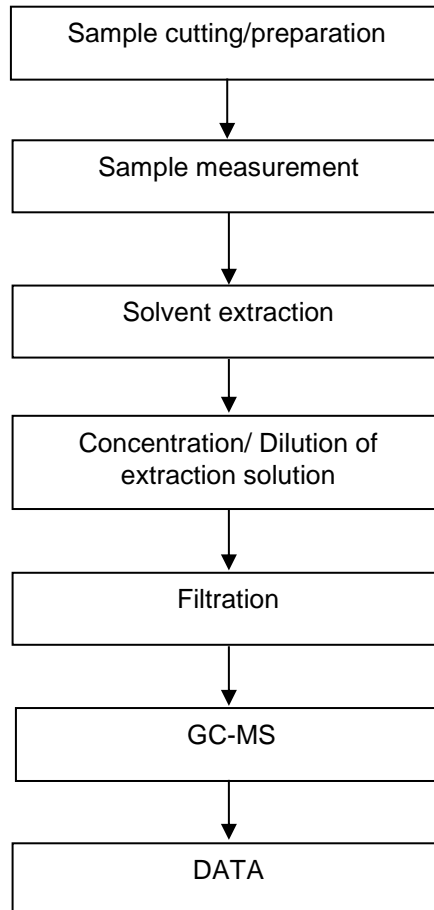 Sample cutting/preparation
Sample measurement
Solvent extraction
Concentration/ Dilution of
extraction solution
Filtration
GC-MS
DATA